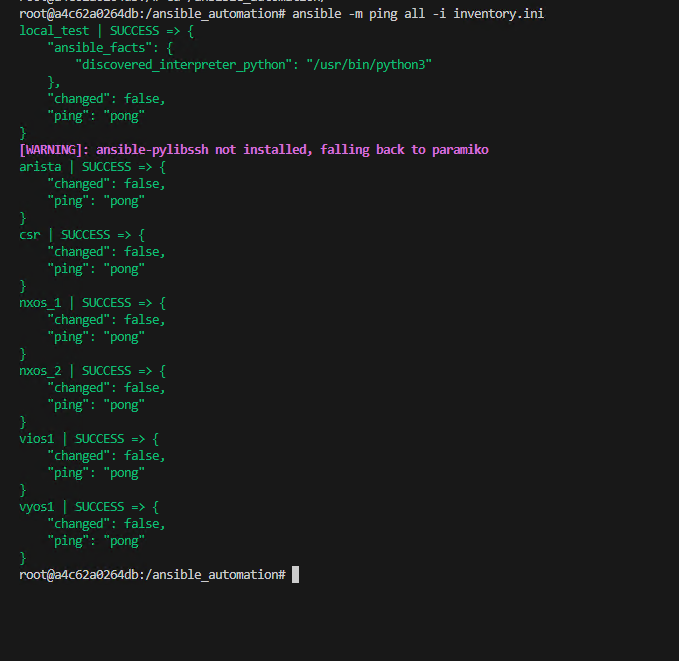 root@a4c62a0264db:/ansible_automation# ansible -m ping all -i inventory.ini
local_test | SUCCESS => {
    "ansible_facts": {
        "discovered_interpreter_python": "/usr/bin/python3"
    },
    "changed": false,
    "ping": "pong"
}
[WARNING]: ansible-pylibssh not installed, falling back to paramiko
arista | SUCCESS => {
    "changed": false,
    "ping": "pong"
}
csr | SUCCESS => {
    "changed": false,
    "ping": "pong"
}
nxos_1 | SUCCESS => {
    "changed": false,
    "ping": "pong"
}
nxos_2 | SUCCESS => {
    "changed": false,
    "ping": "pong"
}
vios1 | SUCCESS => {
    "changed": false,
    "ping": "pong"
}
vyos1 | SUCCESS => {
    "changed": false,
    "ping": "pong"
}
root@a4c62a0264db:/ansible_automation#